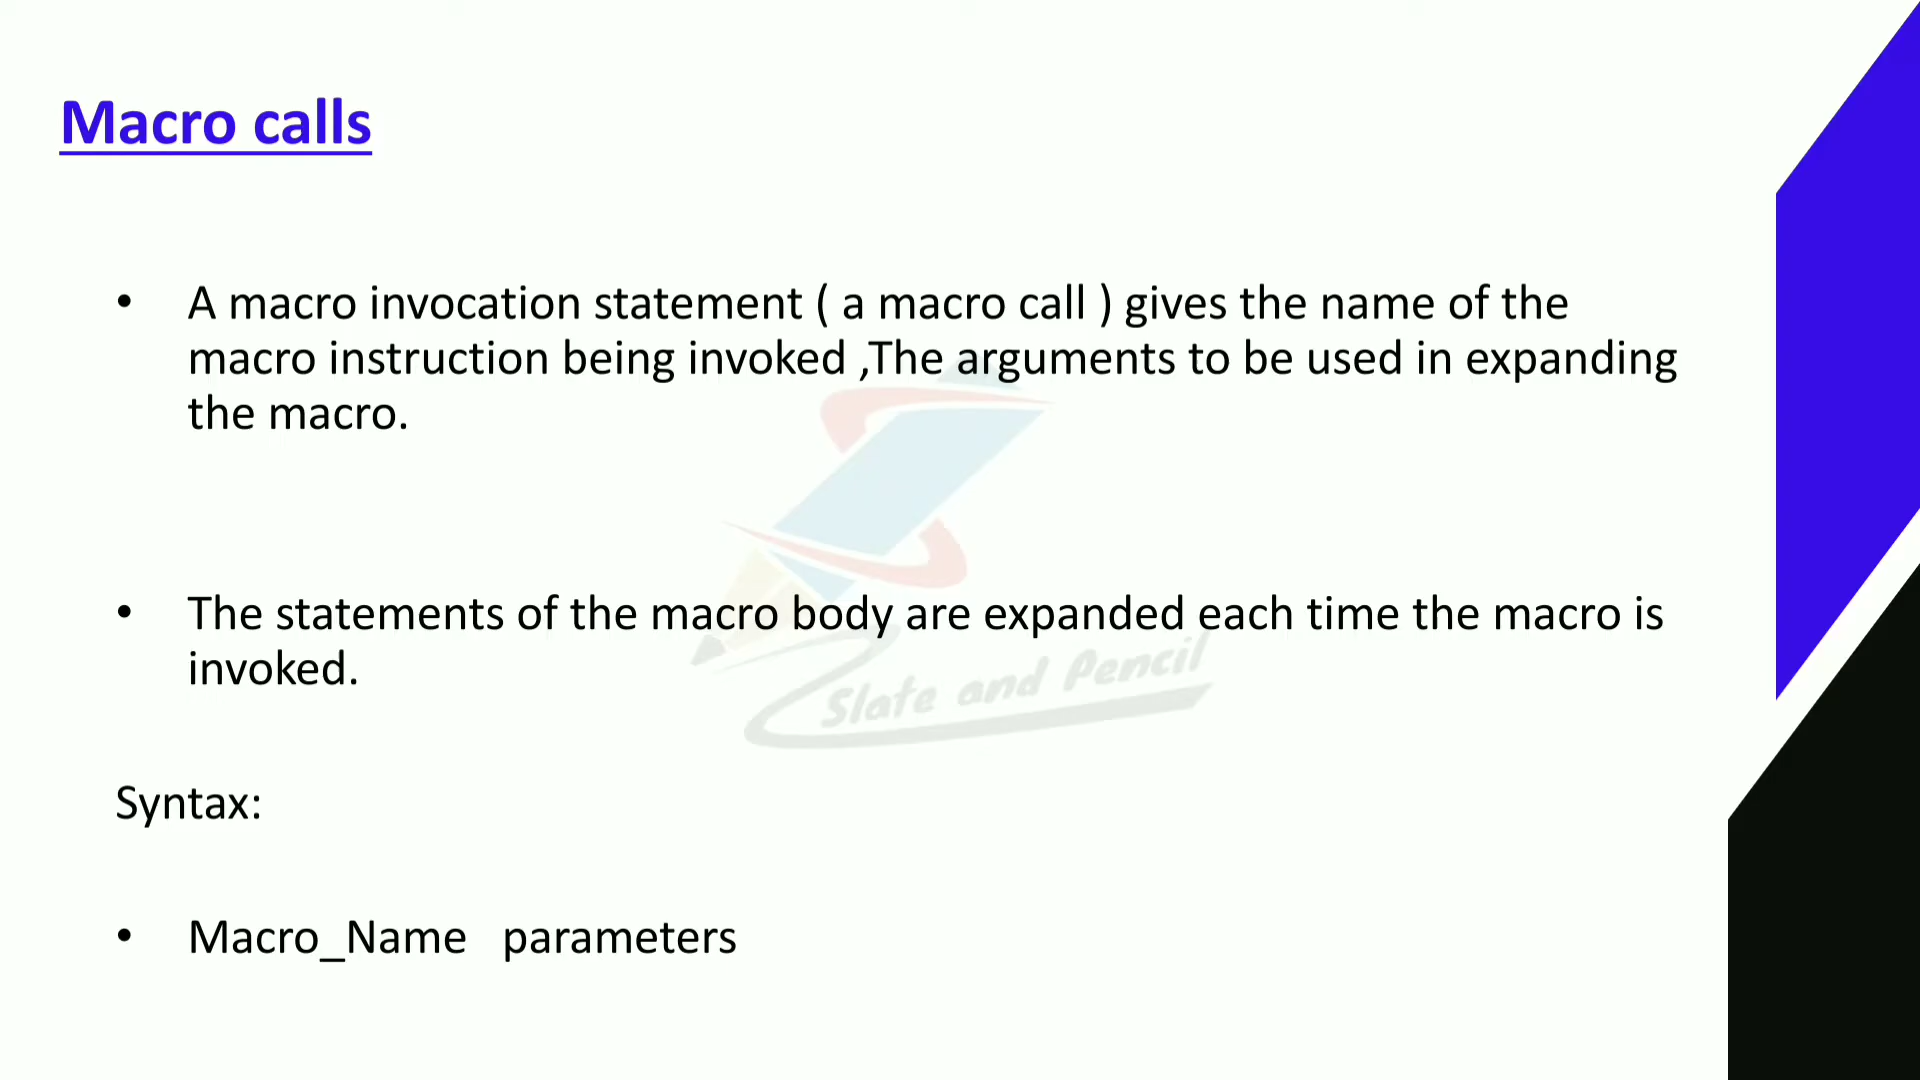 Macro calls
• A macro invocation statement ( a macro call ) gives the name of the
macro instruction being invoked ,The arguments to be used in expanding
the macro.
• The statements of the macro body are expanded each time the macro is
invoked.
Slate and Pencil
Syntax:
• Macro_Name parameters